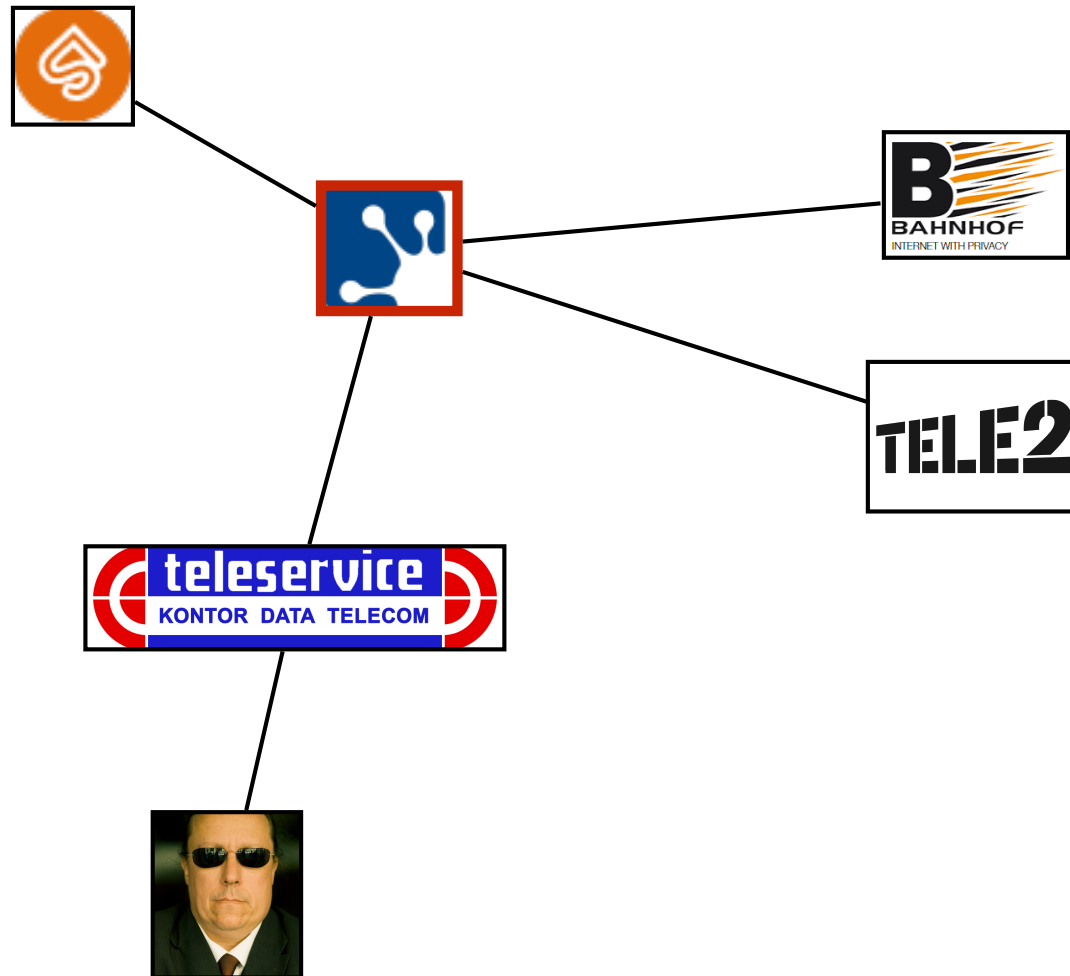 B
BAHNHOF
INTERNET WITH PRIVACY
TELE2
teleservice
KONTOR DATA TELECOM